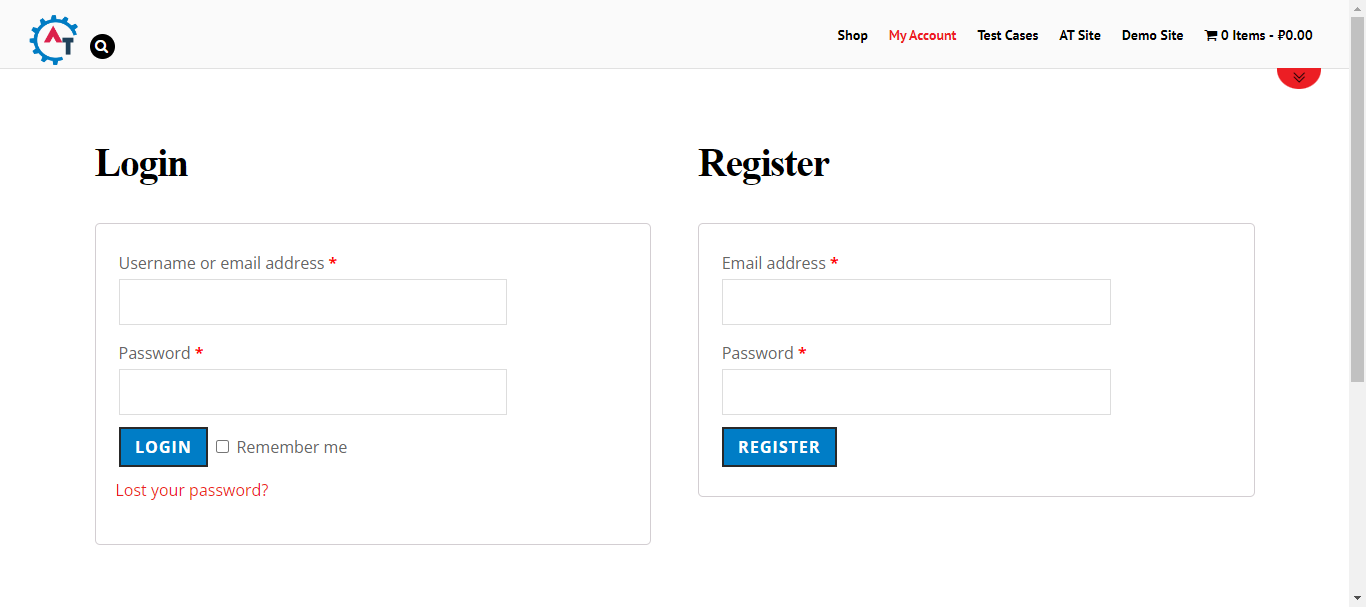 AT
Shop
My Account
Test Cases
AT Site
Demo Site
0 Items - ₽0.00
Login
Username or email address *
Password *
LOGIN
Remember me
Lost your password?
Register
Email address *
Password *
REGISTER